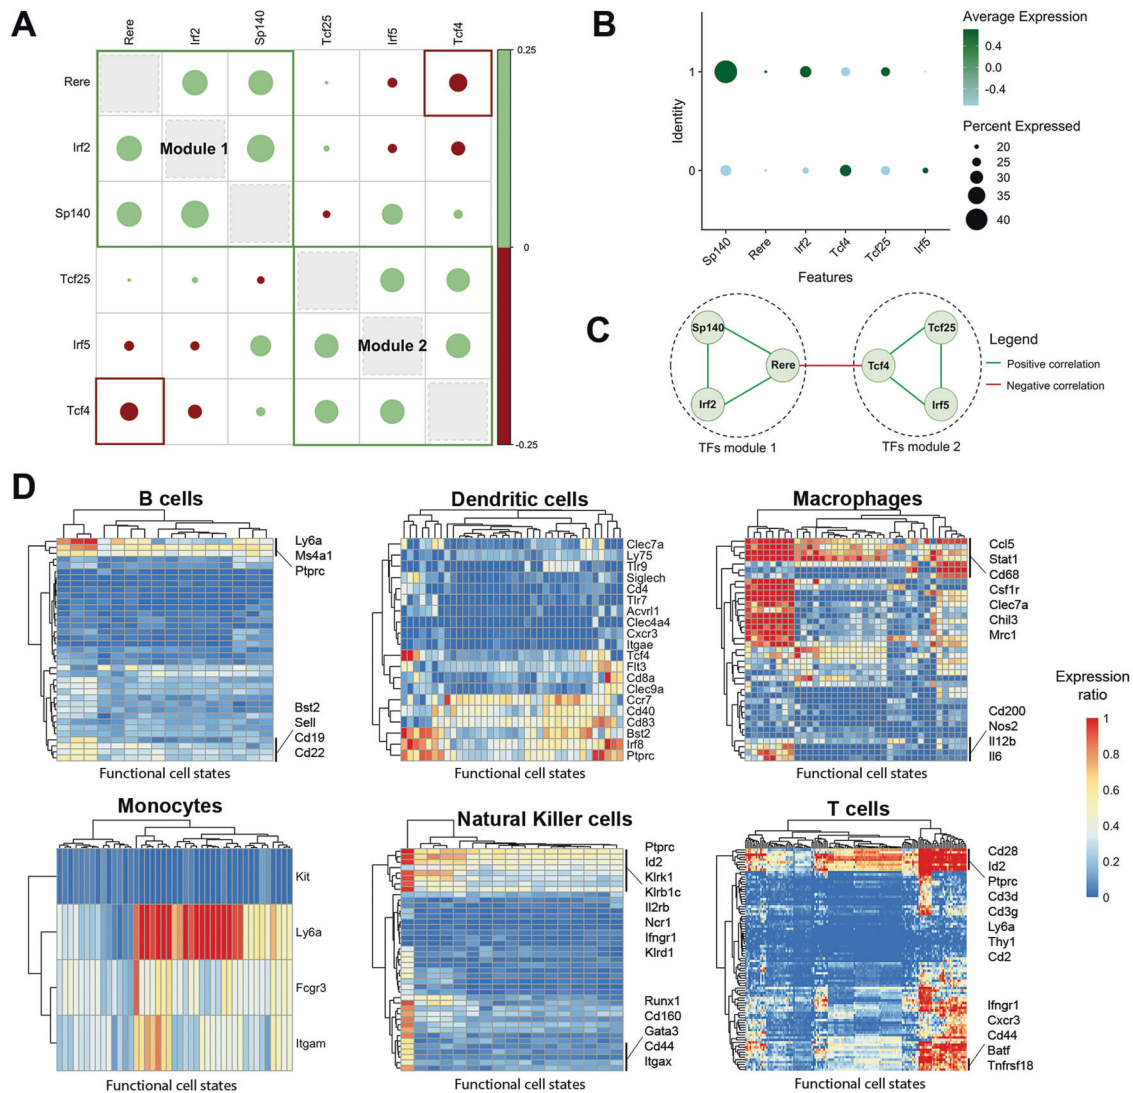 A
Rere
Irf2
Sp140
Tcf25
Irf5
Tcf4
Rere
Irf2
Sp140
Tcf25
Irf5
Tcf4
Module 1
Module 2
0.25
0
-0.25
B
Identity
1
0
Sp140
Rere
Irf2
Tcf4
Tcf25
Irf5
Features
Average Expression
0.4
0.0
-0.4
Percent Expressed
20
25
30
35
40
C
Sp140
Rere
Irf2
Tcf25
Tcf4
Irf5
TFs module 1
TFs module 2
Legend
Positive correlation
Negative correlation
D
B cells
Ly6a
Ms4a1
Ptprc
Bst2
Sell
Cd19
Cd22
Functional cell states
Dendritic cells
Clec7a
Ly75
Tlr9
Siglech
Cd4
Tlr7
Acvrl1
Clec4a4
Cxcr3
Itgae
Tcf4
Flt3
Cd8a
Clec9a
Ccr7
Cd40
Cd83
Bst2
Irf8
Ptprc
Functional cell states
Macrophages
Ccl5
Stat1
Cd68
Csf1r
Clec7a
Chil3
Mrc1
Cd200
Nos2
Il12b
Il6
Functional cell states
Expression
ratio
1
0.8
0.6
0.4
0.2
0
Monocytes
Kit
Ly6a
Fcgr3
Itgam
Functional cell states
Natural Killer cells
Ptprc
Id2
Klrk1
Klrb1c
Il2rb
Ncr1
Ifngr1
Klrd1
Runx1
Cd160
Gata3
Cd44
Itgax
Functional cell states
T cells
Cd28
Id2
Ptprc
Cd3d
Cd3g
Ly6a
Thy1
Cd2
Ifngr1
Cxcr3
Cd44
Batf
Tnfrsf18
Functional cell states